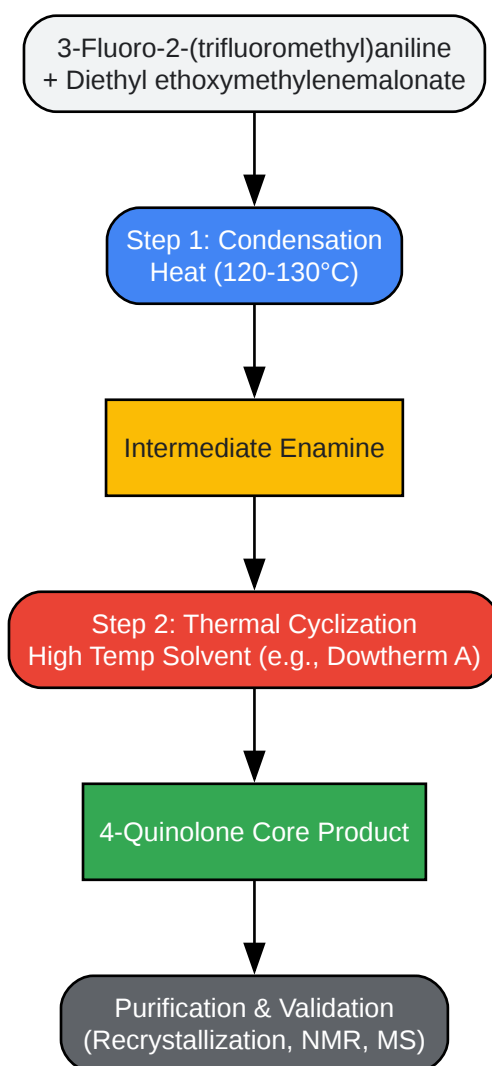 3-Fluoro-2-(trifluoromethyl)aniline
+ Diethyl ethoxymethylenemalonate
Step 1: Condensation
Heat (120-130°C)
Intermediate Enamine
Step 2: Thermal Cyclization
High Temp Solvent (e.g., Dowtherm A)
4-Quinolone Core Product
Purification & Validation
(Recrystallization, NMR, MS)